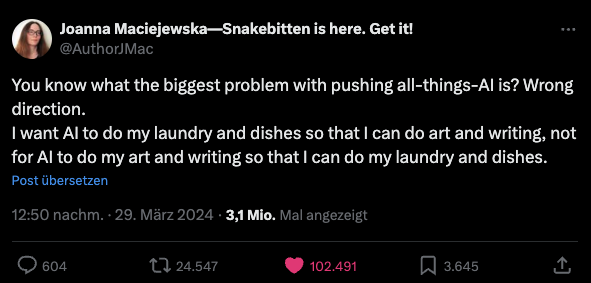 Joanna Maciejewska—Snakebitten is here. Get it!
@AuthorJMac
You know what the biggest problem with pushing all-things-AI is? Wrong
direction.
I want AI to do my laundry and dishes so that I can do art and writing, not
for AI to do my art and writing so that I can do my laundry and dishes.
Post übersetzen
12:50 nachm. · 29. März 2024 · 3,1 Mio. Mal angezeigt
604 24.547 102.491 3.645